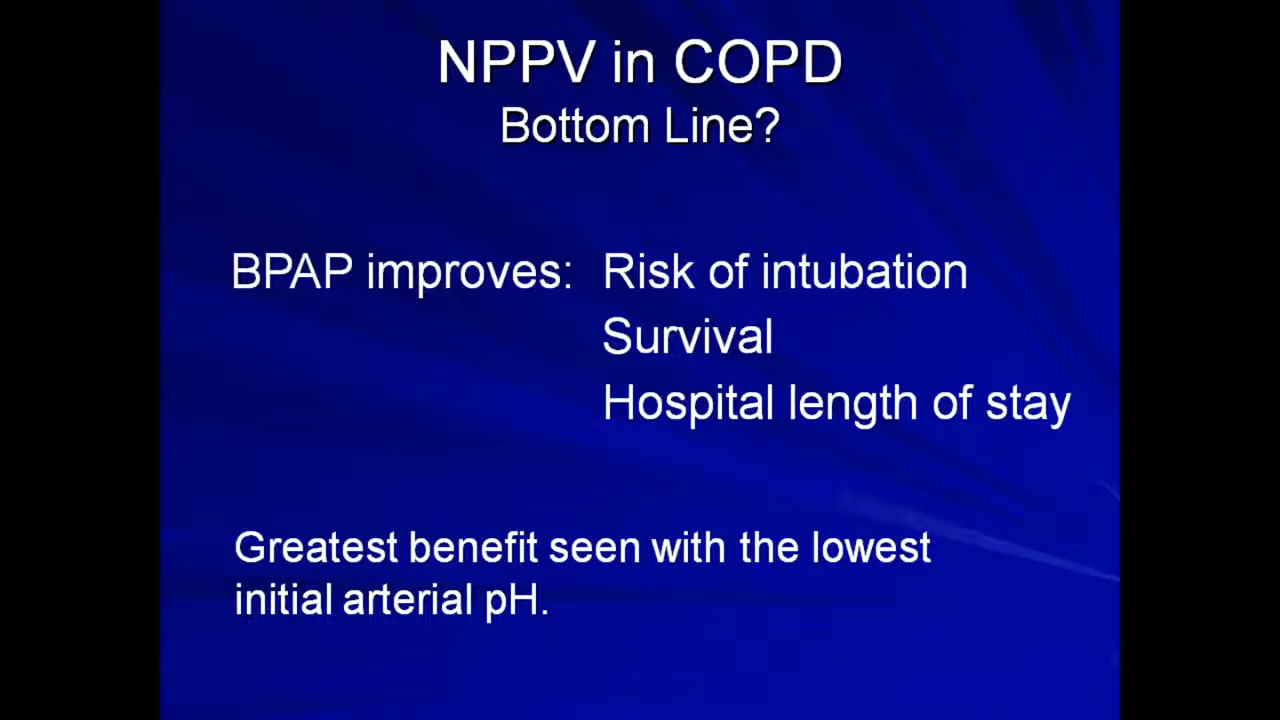 NPPV in COPD
Bottom Line?
BPAP improves: Risk of intubation
Survival
Hospital length of stay
Greatest benefit seen with the lowest
initial arterial pH.